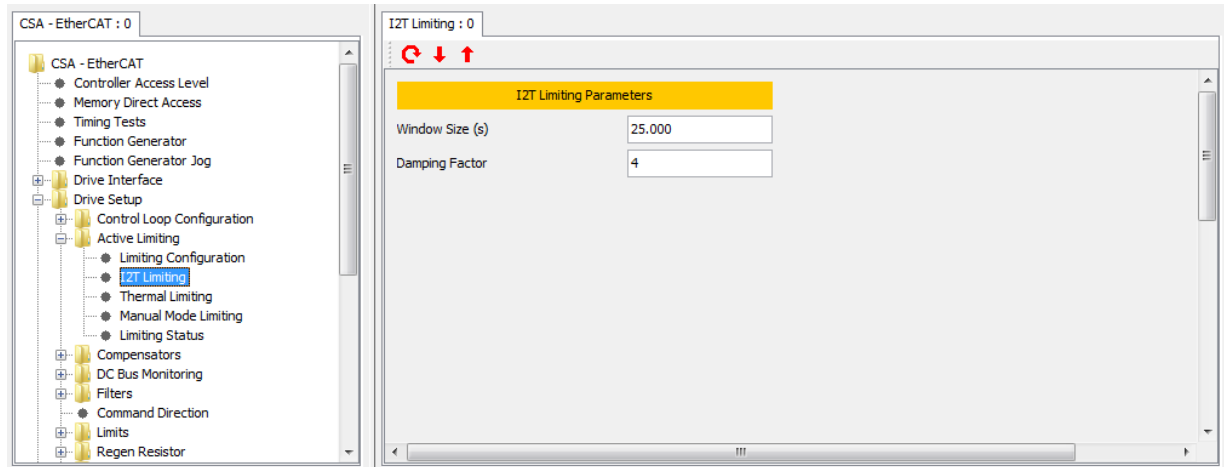 CSA - EtherCAT : 0
CSA - EtherCAT
Controller Access Level
Memory Direct Access
Timing Tests
Function Generator
Function Generator Jog
Drive Interface
Drive Setup
Control Loop Configuration
Active Limiting
Limiting Configuration
I2T Limiting
Thermal Limiting
Manual Mode Limiting
Limiting Status
Compensators
DC Bus Monitoring
Filters
Command Direction
Limits
Regen Resistor
I2T Limiting : 0
I2T Limiting Parameters
Window Size (s) 25.000
Damping Factor 4